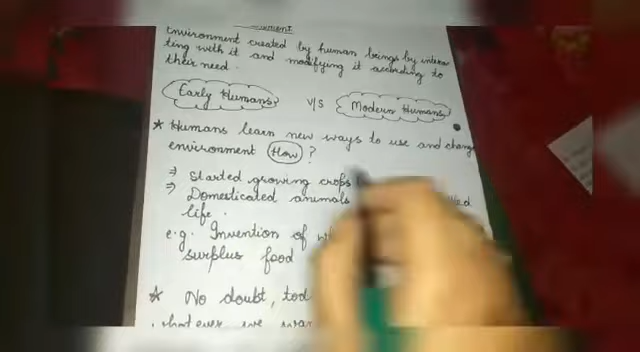 Environment created by human beings by
ting with it and modifying it according to
their need.
Early Humans v/s Modern Humans
* Humans learn new ways to use and change
environment How ?
⇒ Started growing crops
⇒ Domesticated animals
life.
e.g. Invention of
surplus food
* No doubt,
whatever we